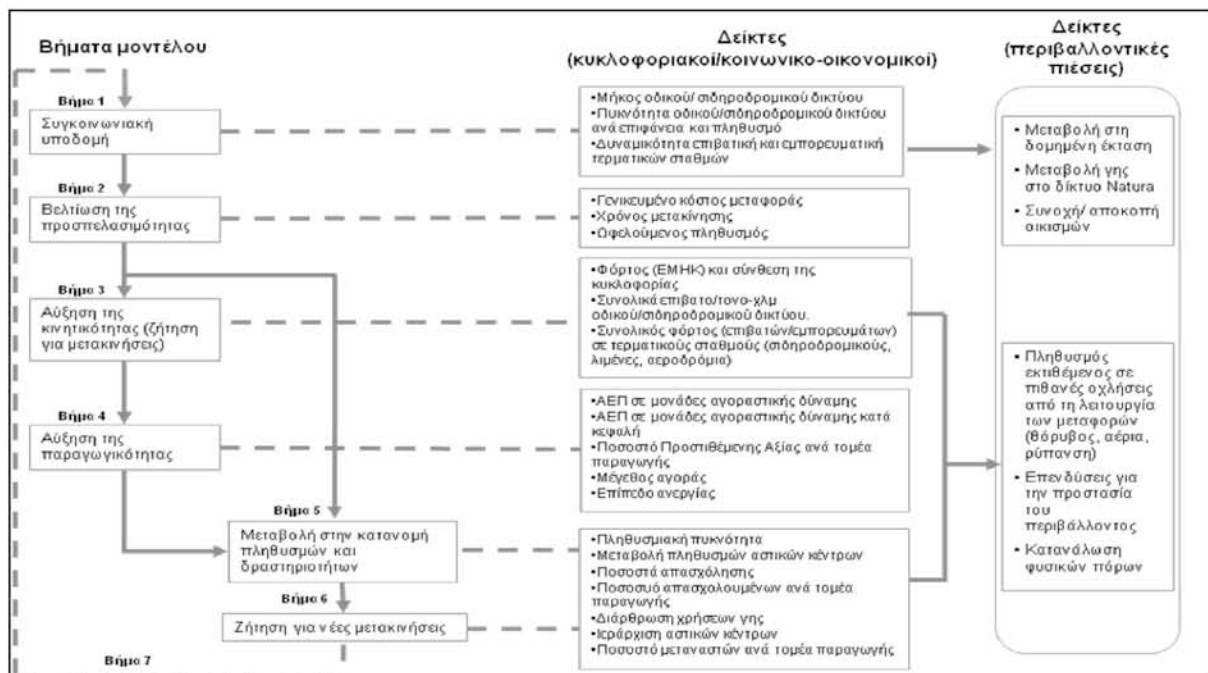 Βήματα μοντέλου
Δείκτες
(κυκλοφοριακοί/κοινωνικο-οικονομικοί)
Δείκτες
(περιβαλλοντικές
πιέσεις)
Βήμα 1
Συγκοινωνιακή
υποδομή
•Μήκος οδικού/ σιδηροδρομικού δικτύου
•Πυκνότητα οδικού/σιδηροδρομικού δικτύου
ανά επιφάνεια και πληθυσμό
•Δυναμικότητα επιβατική και εμπορευματική
τερματικών σταθμών
• Μεταβολή στη
δομημένη έκταση
• Μεταβολή γης
στο δίκτυο Natura
• Συνοχή/ αποκοπή
οικισμών
Βήμα 2
Βελτίωση της
προσπελασιμότητας
•Γενικευμένο κόστος μεταφοράς
•Χρόνος μετακίνησης
•Ωφελούμενος πληθυσμός
Βήμα 3
Αύξηση της
κινητικότητας (ζήτηση
για μετακινήσεις)
•Φόρτος (ΕΜΗΚ) και σύνθεση της
κυκλοφορίας
•Συνολικά επιβατο/τονο-χλμ
οδικού/σιδηροδρομικού δικτύου.
•Συνολικός φόρτος (επιβατών/εμπορευμάτων)
σε τερματικούς σταθμούς (σιδηροδρομικούς,
λιμένες, αεροδρόμια)
Βήμα 4
Αύξηση της
παραγωγικότητας
•ΑΕΠ σε μονάδες αγοραστικής δύναμης
•ΑΕΠ σε μονάδες αγοραστικής δύναμης κατά
κεφαλή
•Ποσοστό Προστιθέμενης Αξίας ανά τομέα
παραγωγής
•Μέγεθος αγοράς
•Επίπεδο ανεργίας
• Πληθυσμός
εκτιθέμενος σε
πιθανές οχλήσεις
από τη λειτουργία
των μεταφορών
(θόρυβος, αέρια,
ρύπανση)
• Επενδύσεις για
την προστασία
του
περιβάλλοντος
• Κατανάλωση
φυσικών πόρων
Βήμα 5
Μεταβολή στην κατανομή
πληθυσμών και
δραστηριοτήτων
Βήμα 6
Ζήτηση για νέες μετακινήσεις
•Πληθυσμιακή πυκνότητα
•Μεταβολή πληθυσμών αστικών κέντρων
•Ποσοστά απασχόλησης
•Ποσοσυό απασχολουμένων ανά τομέα
παραγωγής
•Διάρθρωση χρήσεων γης
•Ιεράρχιση αστικών κέντρων
•Ποσοστό μεταναστών ανά τομέα παραγωγής
Βήμα 7